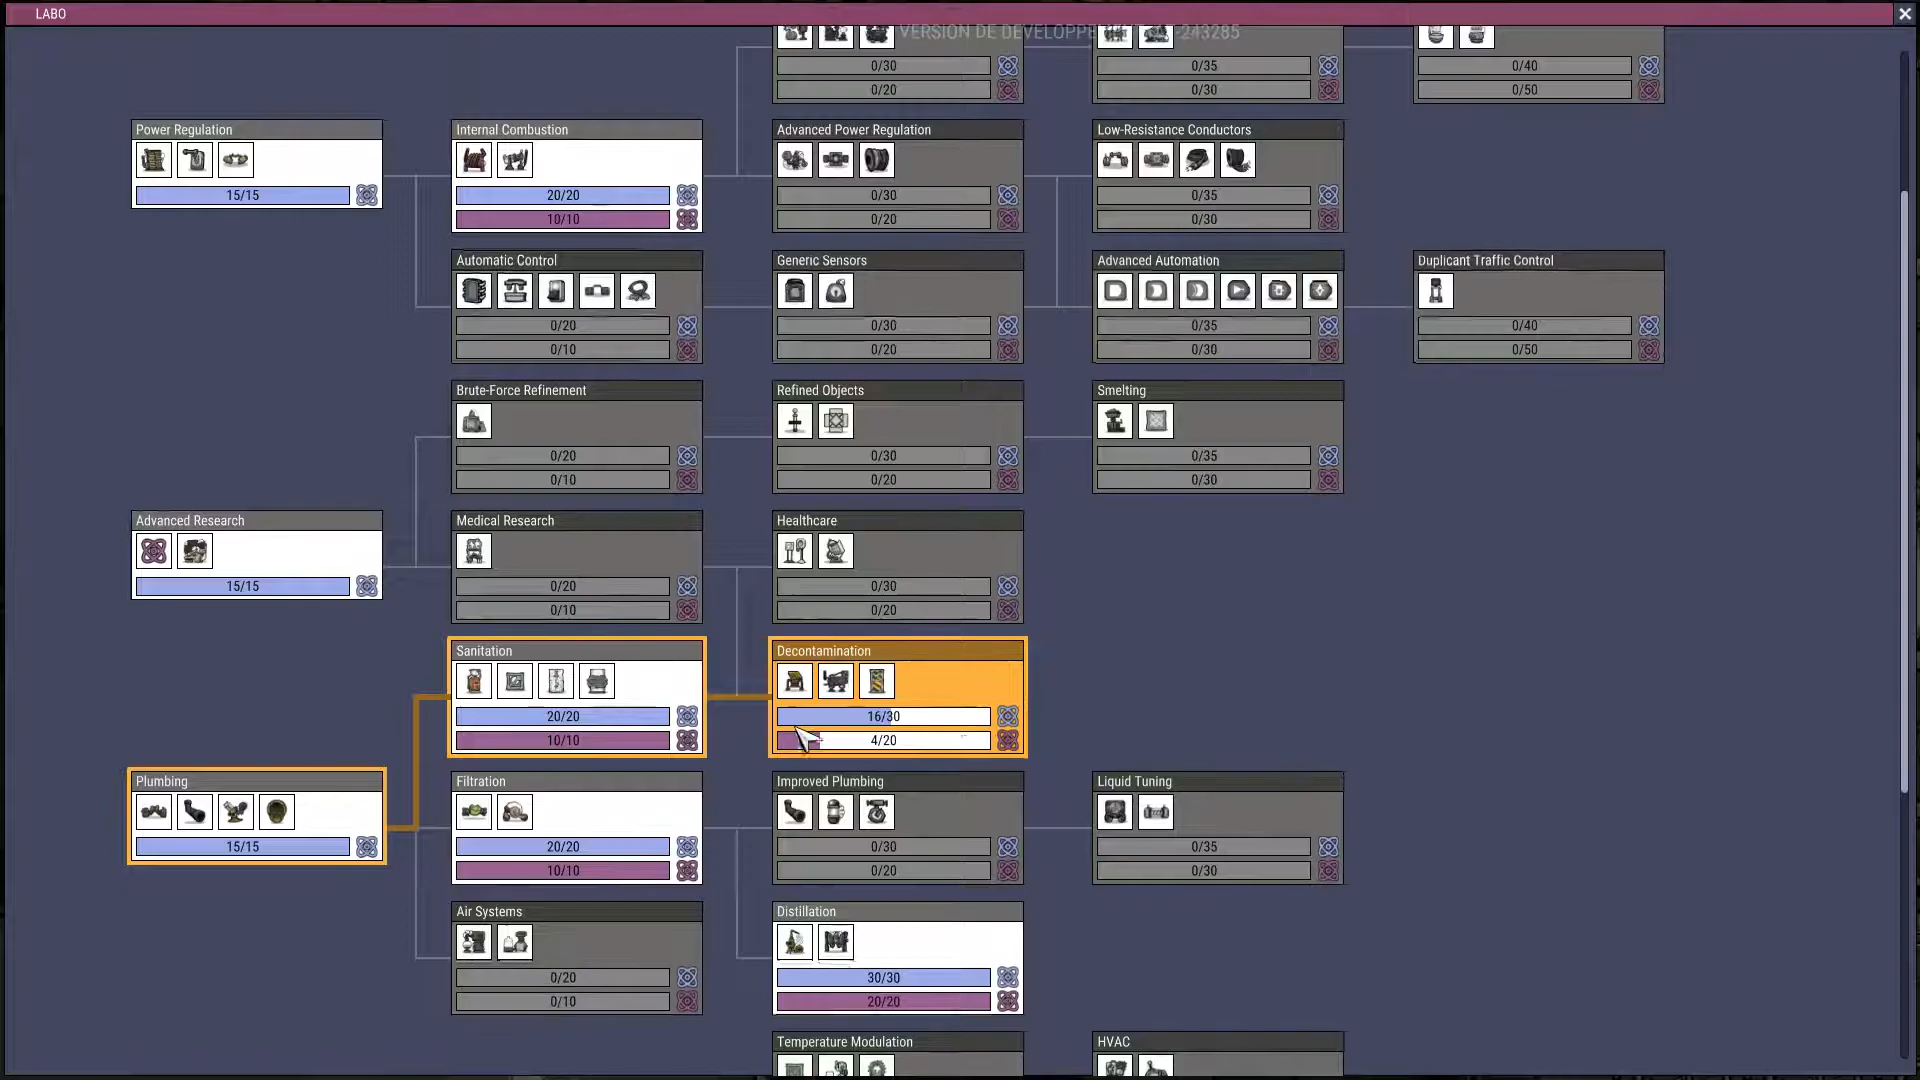 LABO
VERSION DE DEVELOPPE
-243285
0/30
0/20
0/35
0/30
0/40
0/50
Power Regulation
15/15
Internal Combustion
20/20
10/10
Advanced Power Regulation
0/30
0/20
Low-Resistance Conductors
0/35
0/30
Automatic Control
0/20
0/10
Generic Sensors
0/30
0/20
Advanced Automation
0/35
0/30
Duplicant Traffic Control
0/40
0/50
Brute-Force Refinement
0/20
0/10
Refined Objects
0/30
0/20
Smelting
0/35
0/30
Advanced Research
15/15
Medical Research
0/20
0/10
Healthcare
0/30
0/20
Sanitation
20/20
10/10
Decontamination
16/30
4/20
Plumbing
15/15
Filtration
20/20
10/10
Improved Plumbing
0/30
0/20
Liquid Tuning
0/35
0/30
Air Systems
0/20
0/10
Distillation
30/30
20/20
Temperature Modulation
HVAC